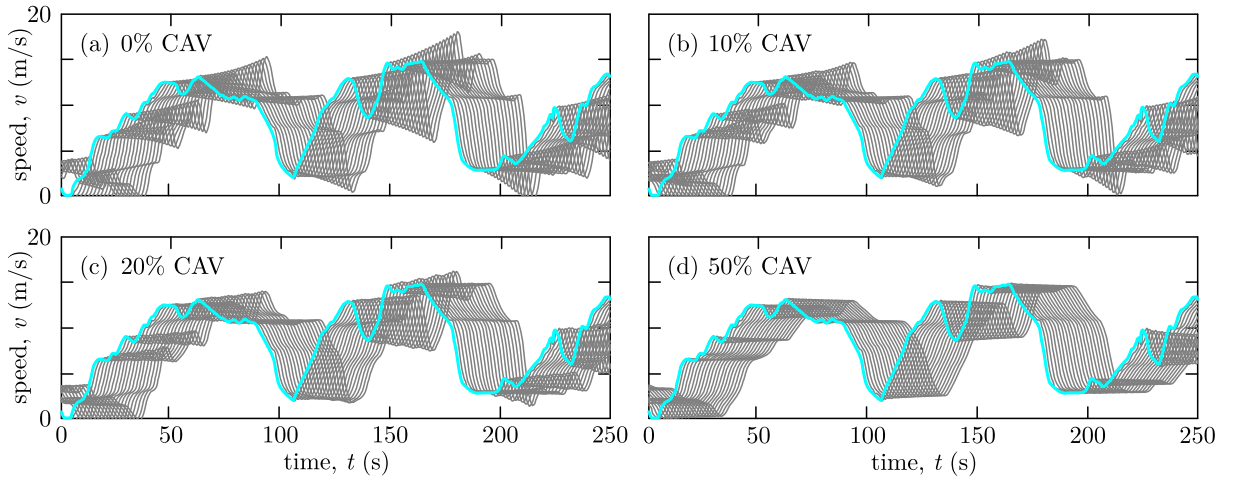 20
(a) 0% CAV
(b) 10% CAV
speed, v (m/s)
0
20
(c) 20% CAV
(d) 50% CAV
speed, v (m/s)
0
0 50 100 150 200 250
0 50 100 150 200 250
time, t (s)
time, t (s)